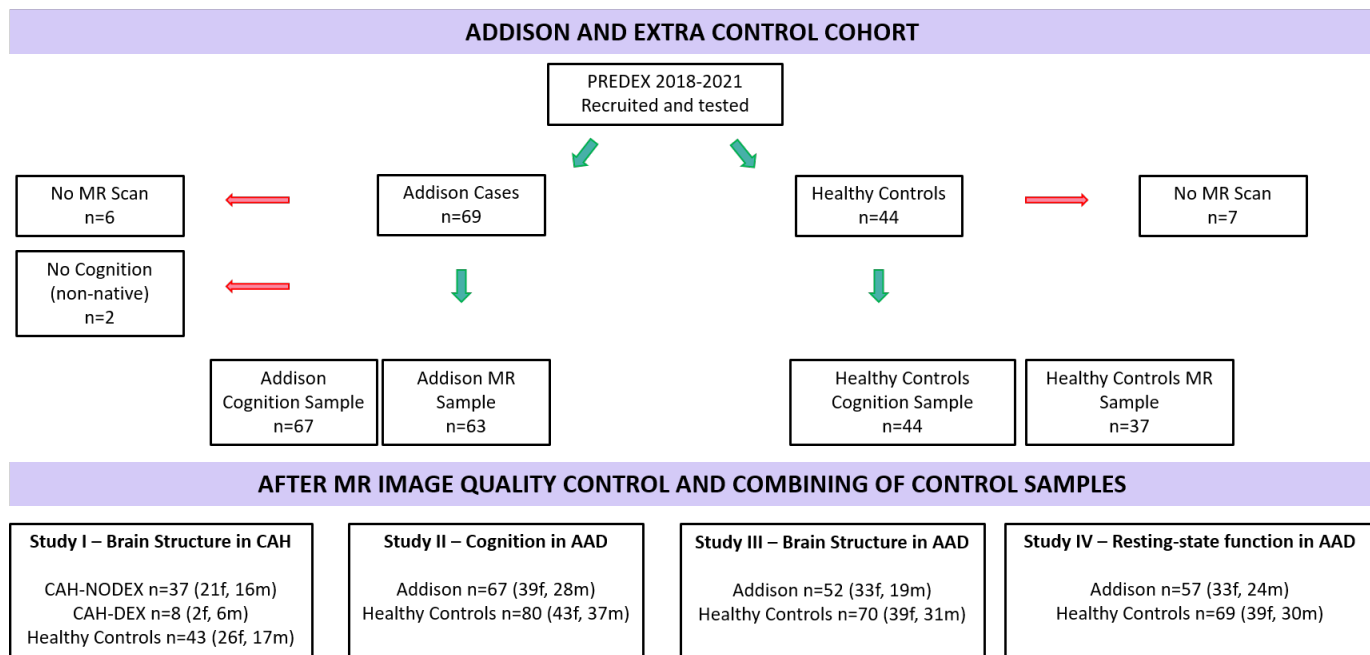 ADDISON AND EXTRA CONTROL COHORT
PREDEX 2018-2021
Recruited and tested
No MR Scan
n=6
Addison Cases
n=69
Healthy Controls
n=44
No MR Scan
n=7
No Cognition
(non-native)
n=2
Addison
Cognition Sample
n=67
Addison MR
Sample
n=63
Healthy Controls
Cognition Sample
n=44
Healthy Controls MR
Sample
n=37
AFTER MR IMAGE QUALITY CONTROL AND COMBINING OF CONTROL SAMPLES
Study I – Brain Structure in CAH
CAH-NODEX n=37 (21f, 16m)
CAH-DEX n=8 (2f, 6m)
Healthy Controls n=43 (26f, 17m)
Study II – Cognition in AAD
Addison n=67 (39f, 28m)
Healthy Controls n=80 (43f, 37m)
Study III – Brain Structure in AAD
Addison n=52 (33f, 19m)
Healthy Controls n=70 (39f, 31m)
Study IV – Resting-state function in AAD
Addison n=57 (33f, 24m)
Healthy Controls n=69 (39f, 30m)